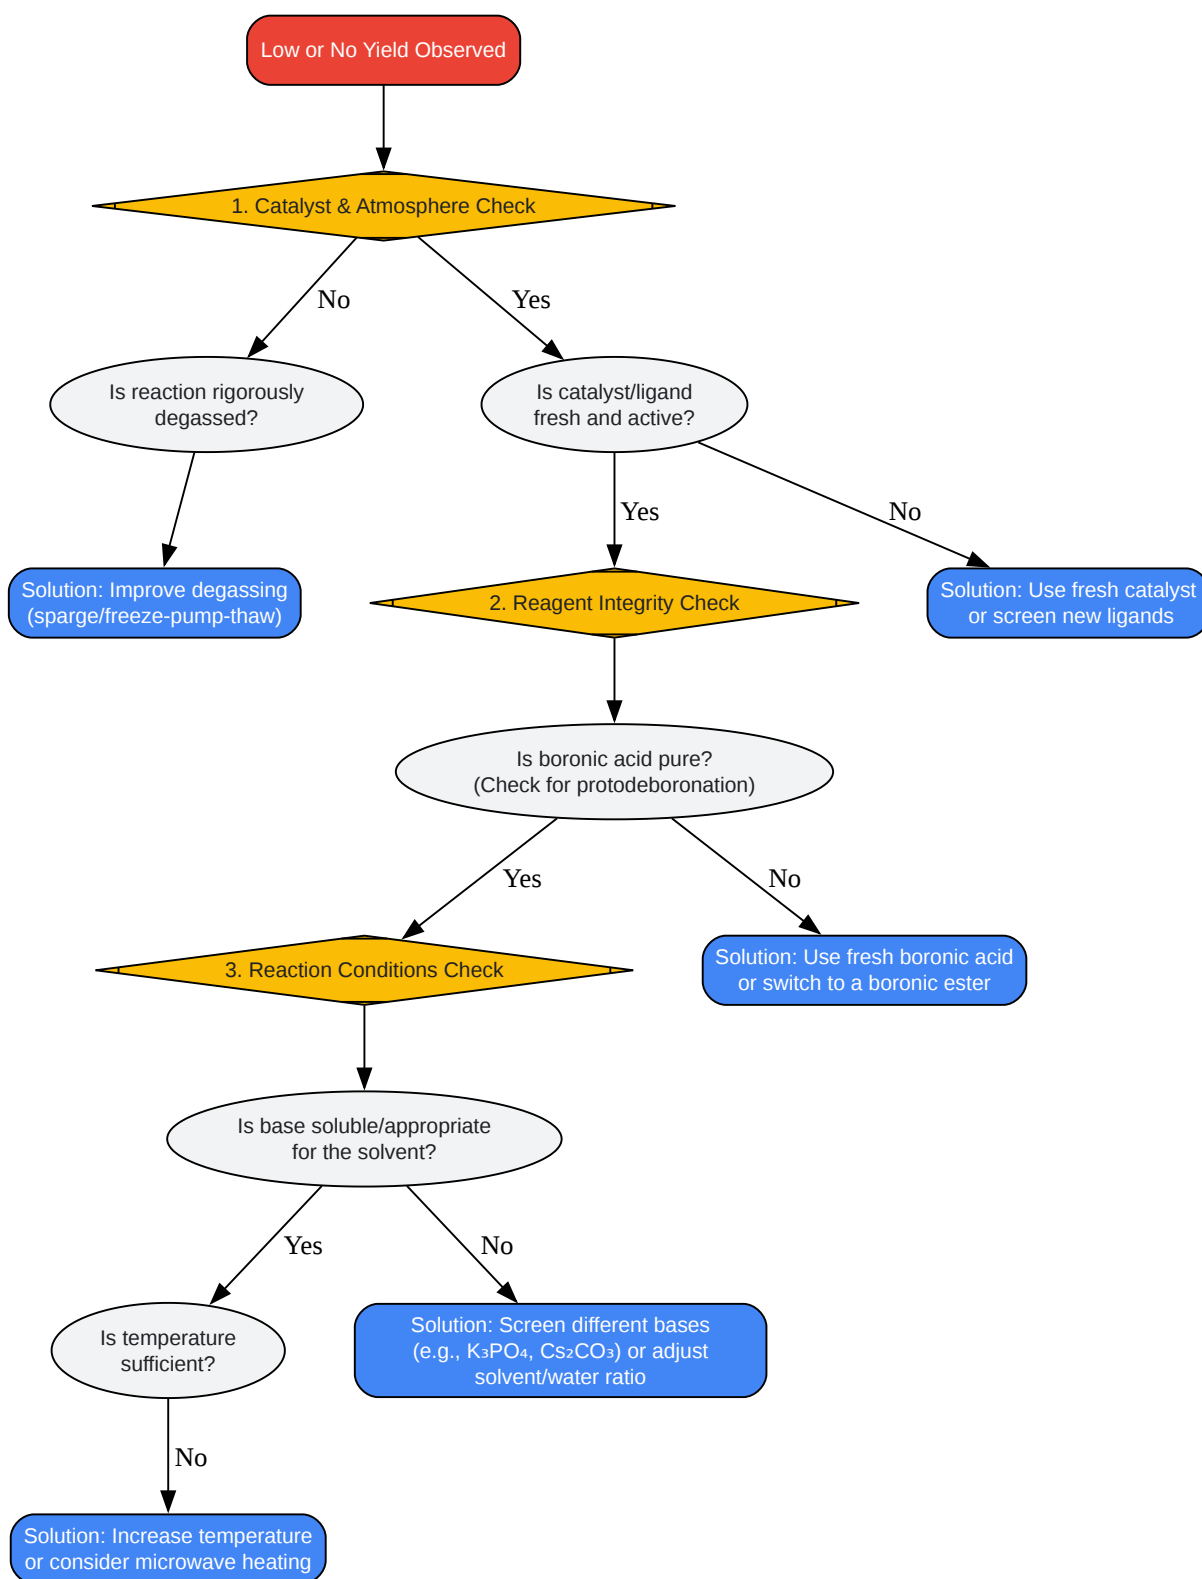 Low or No Yield Observed
1. Catalyst & Atmosphere Check
No
Yes
Is reaction rigorously
degassed?
Is catalyst/ligand
fresh and active?
Yes
No
Solution: Improve degassing
(sparge/freeze-pump-thaw)
2. Reagent Integrity Check
Solution: Use fresh catalyst
or screen new ligands
Is boronic acid pure?
(Check for protodeboronation)
Yes
No
3. Reaction Conditions Check
Solution: Use fresh boronic acid
or switch to a boronic ester
Is base soluble/appropriate
for the solvent?
Yes
No
Is temperature
sufficient?
Solution: Screen different bases
(e.g., K₃PO₄, Cs₂CO₃) or adjust
solvent/water ratio
No
Solution: Increase temperature
or consider microwave heating